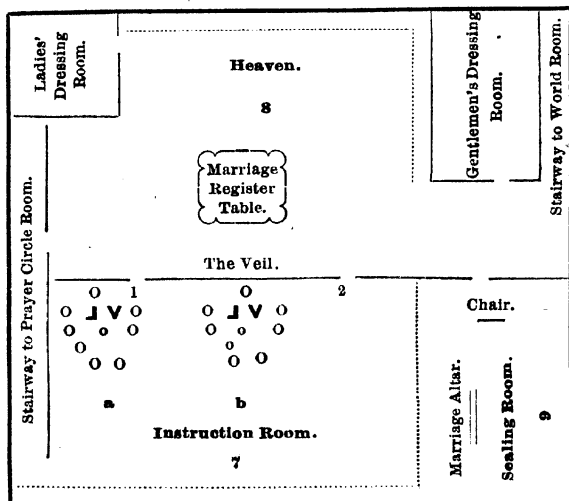 Ladies'
Dressing
Room.
Heaven.
8
Gentlemen's Dressing
Room.
Stairway to World Room.
Marriage
Register
Table.
Stairway to Prayer Circle Room.
The Veil.
O 1 O 2
O ⅃ V O O ⅃ V O
O o O O o O
O o
O O O O
a b
Instruction Room.
7
Chair.
Marriage Altar.
Sealing Room.
9